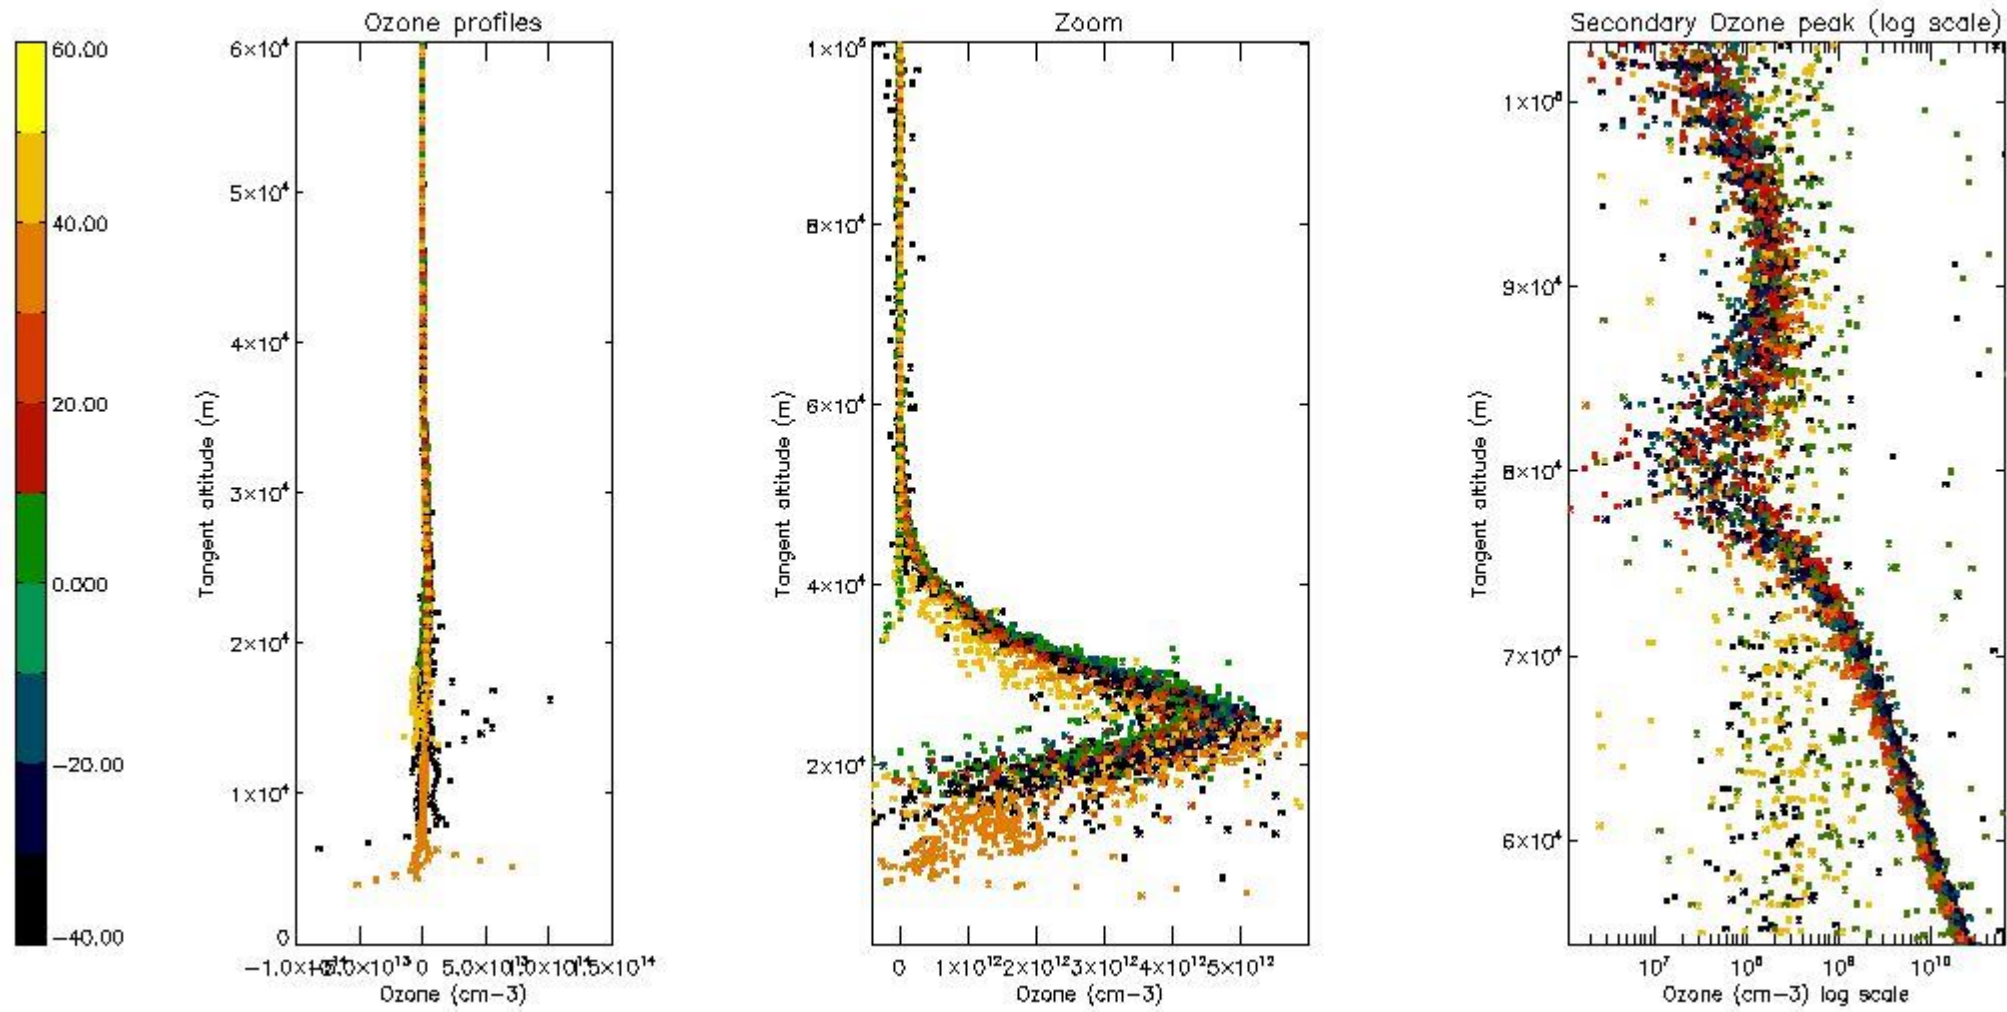 Ozone profiles
Zoom
Secondary Ozone peak (log scale)
60.00
40.00
20.00
0.000
−20.00
−40.00
6×10⁴
5×10⁴
4×10⁴
3×10⁴
2×10⁴
1×10⁴
0
Tangent altitude (m)
5.0×10¹³
0
Ozone (cm−3)
1×10⁵
8×10⁴
6×10⁴
4×10⁴
2×10⁴
Tangent altitude (m)
0 1×10¹² 2×10¹² 3×10¹² 4×10¹² 5×10¹²
Ozone (cm−3)
9×10⁴
8×10⁴
7×10⁴
6×10⁴
Tangent altitude (m)
10⁷ 10⁸ 10⁹ 10¹⁰
Ozone (cm−3) log scale